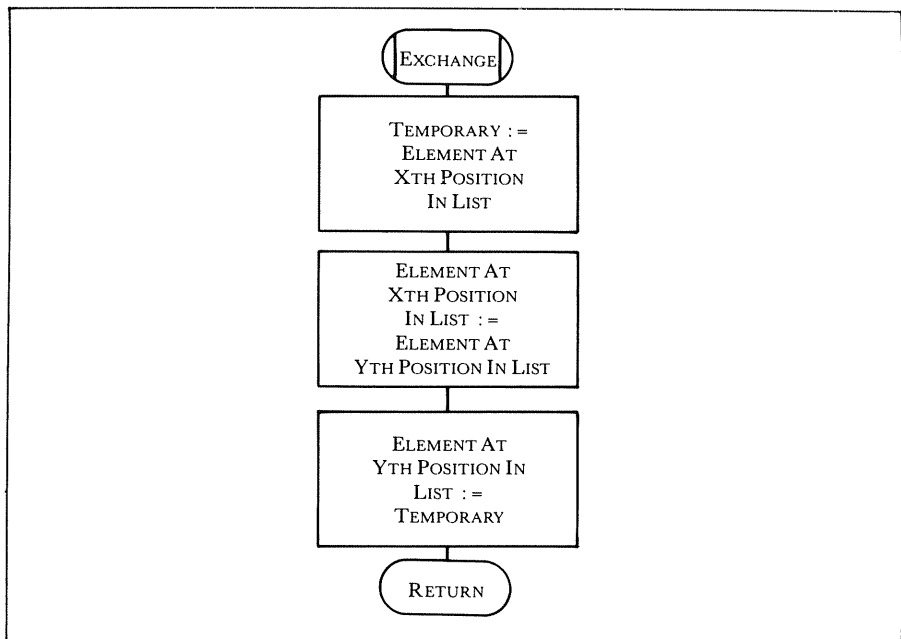 EXCHANGE
TEMPORARY : =
ELEMENT AT
XTH POSITION
IN LIST
ELEMENT AT
XTH POSITION
IN LIST : =
ELEMENT AT
YTH POSITION IN LIST
ELEMENT AT
YTH POSITION IN
LIST : =
TEMPORARY
RETURN